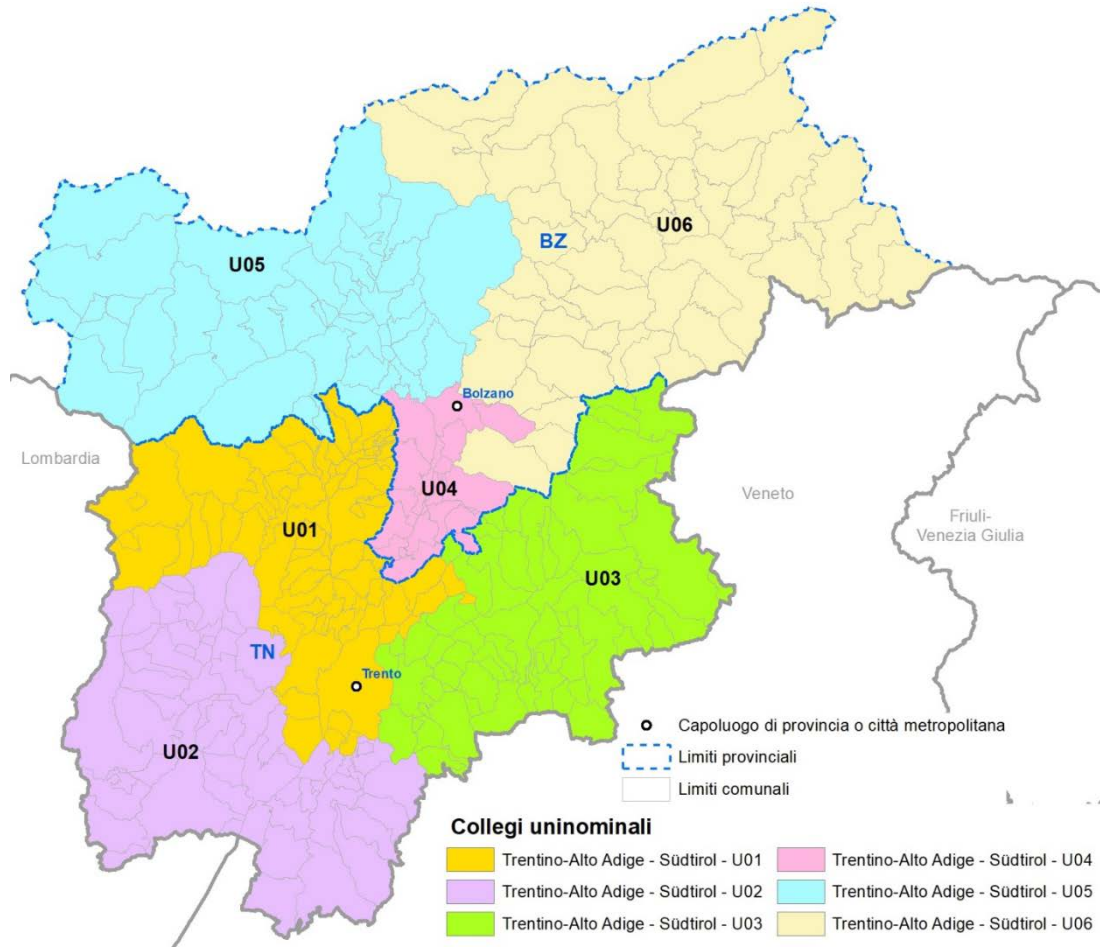 U06
BZ
U05
Bolzano
Lombardia
U04
Veneto
U01
Friuli-
Venezia Giulia
U03
TN
Trento
U02
Capoluogo di provincia o città metropolitana
Limiti provinciali
Limiti comunali
Collegi uninominali
Trentino-Alto Adige - Südtirol - U01
Trentino-Alto Adige - Südtirol - U04
Trentino-Alto Adige - Südtirol - U02
Trentino-Alto Adige - Südtirol - U05
Trentino-Alto Adige - Südtirol - U03
Trentino-Alto Adige - Südtirol - U06